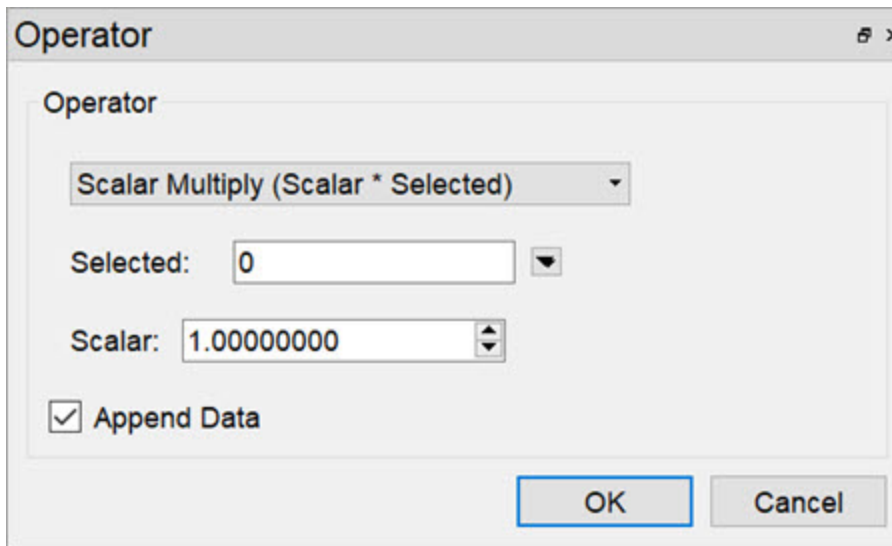 Operator
Operator
Scalar Multiply (Scalar * Selected)
Selected: 0
Scalar: 1.00000000
Append Data
OK Cancel